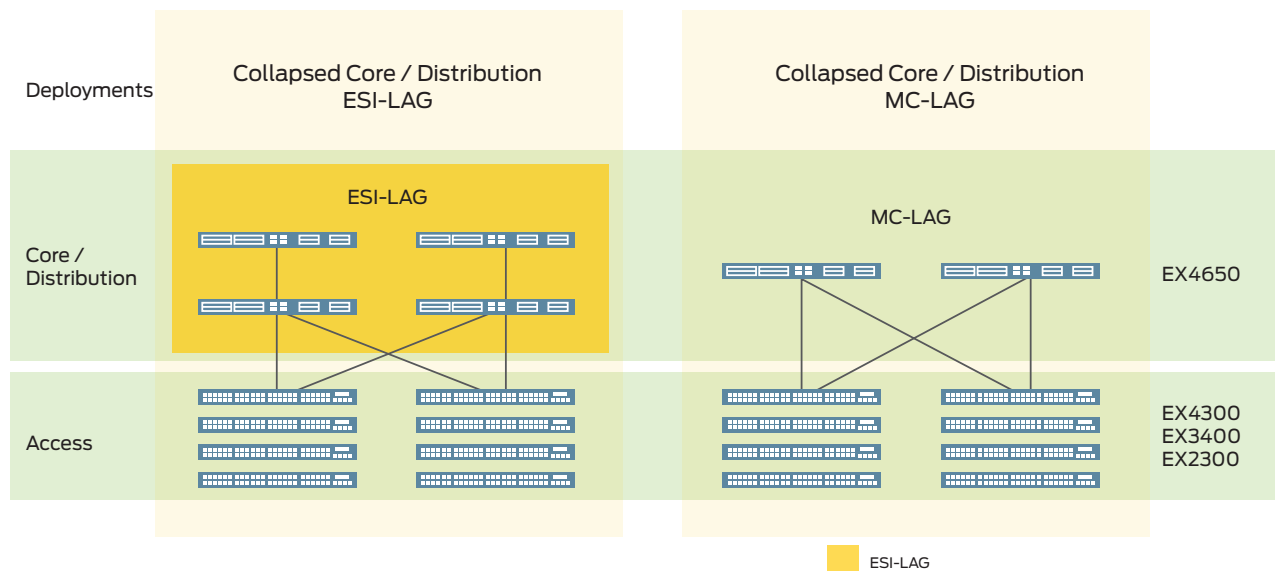 Deployments
Collapsed Core / Distribution
ESI-LAG
Collapsed Core / Distribution
MC-LAG
ESI-LAG
MC-LAG
Core /
Distribution
EX4650
Access
EX4300
EX3400
EX2300
ESI-LAG